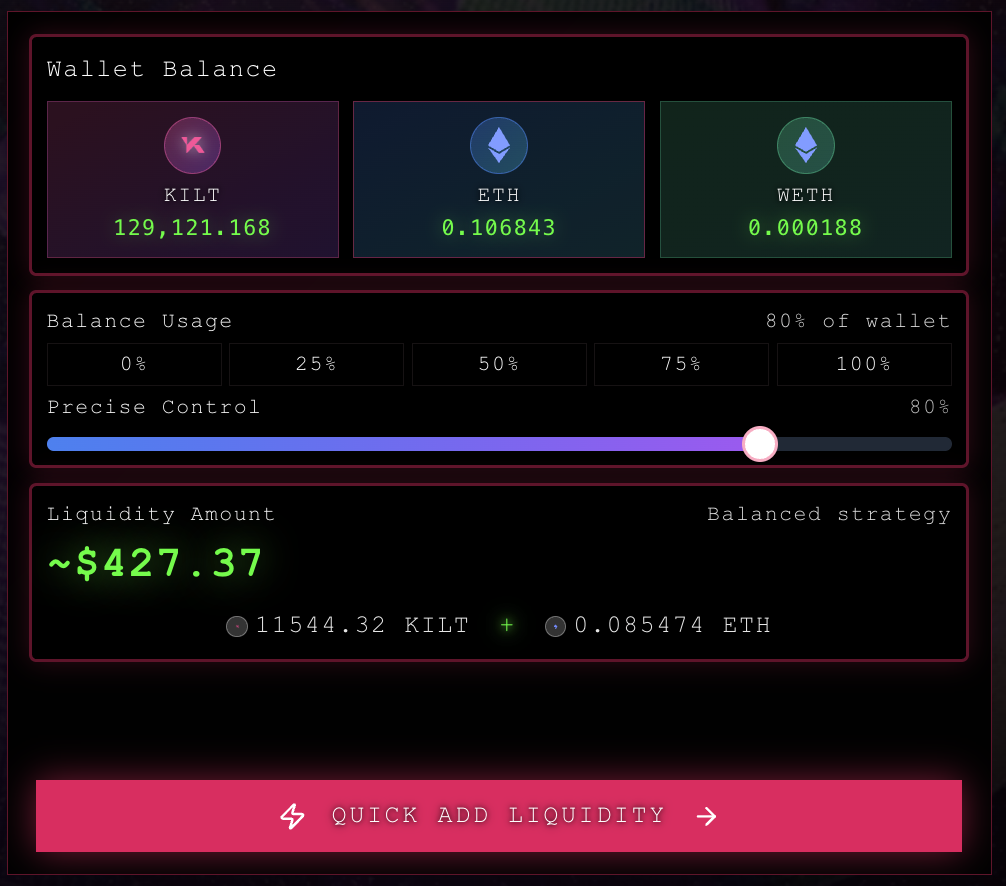 Wallet Balance
KILT ETH WETH
129,121.168 0.106843 0.000188
Balance Usage 80% of wallet
0% 25% 50% 75% 100%
Precise Control 80%
Liquidity Amount Balanced strategy
~$427.37
11544.32 KILT + 0.085474 ETH
QUICK ADD LIQUIDITY →